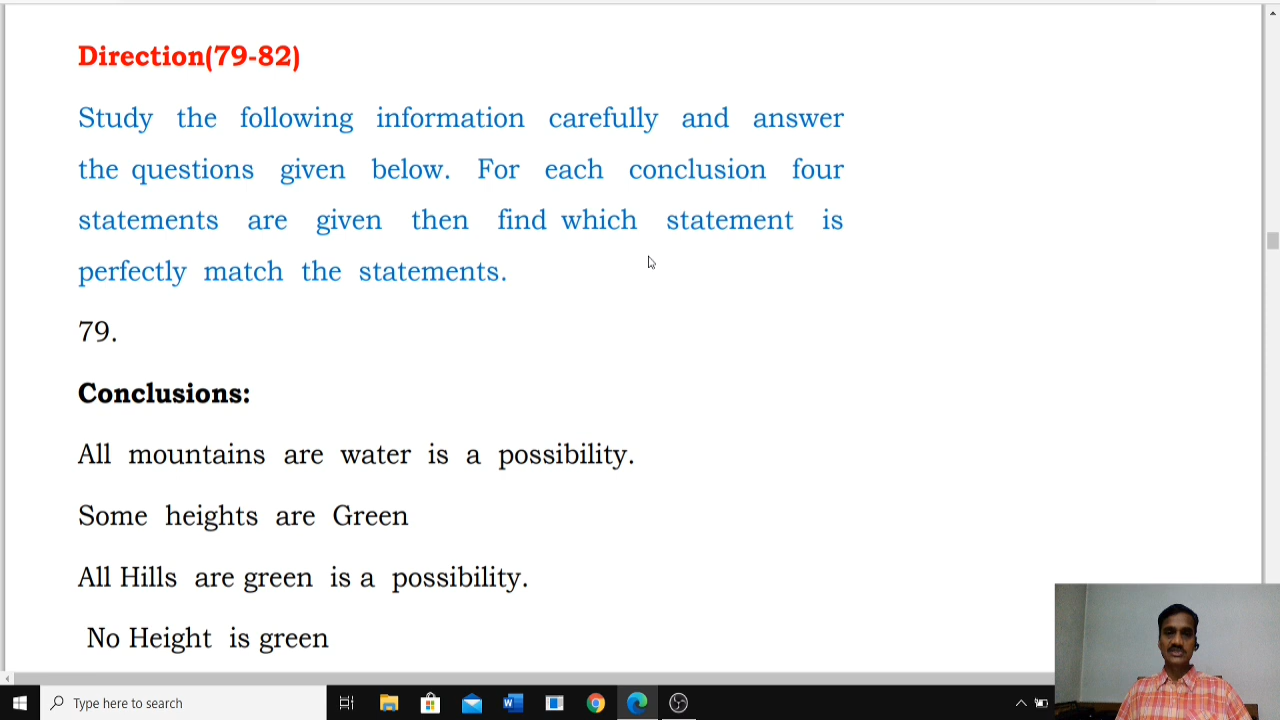 Direction(79-82)
Study the following information carefully and answer
the questions given below. For each conclusion four
statements are given then find which statement is
perfectly match the statements.
79.
Conclusions:
All mountains are water is a possibility.
Some heights are Green
All Hills are green is a possibility.
No Height is green
Type here to search